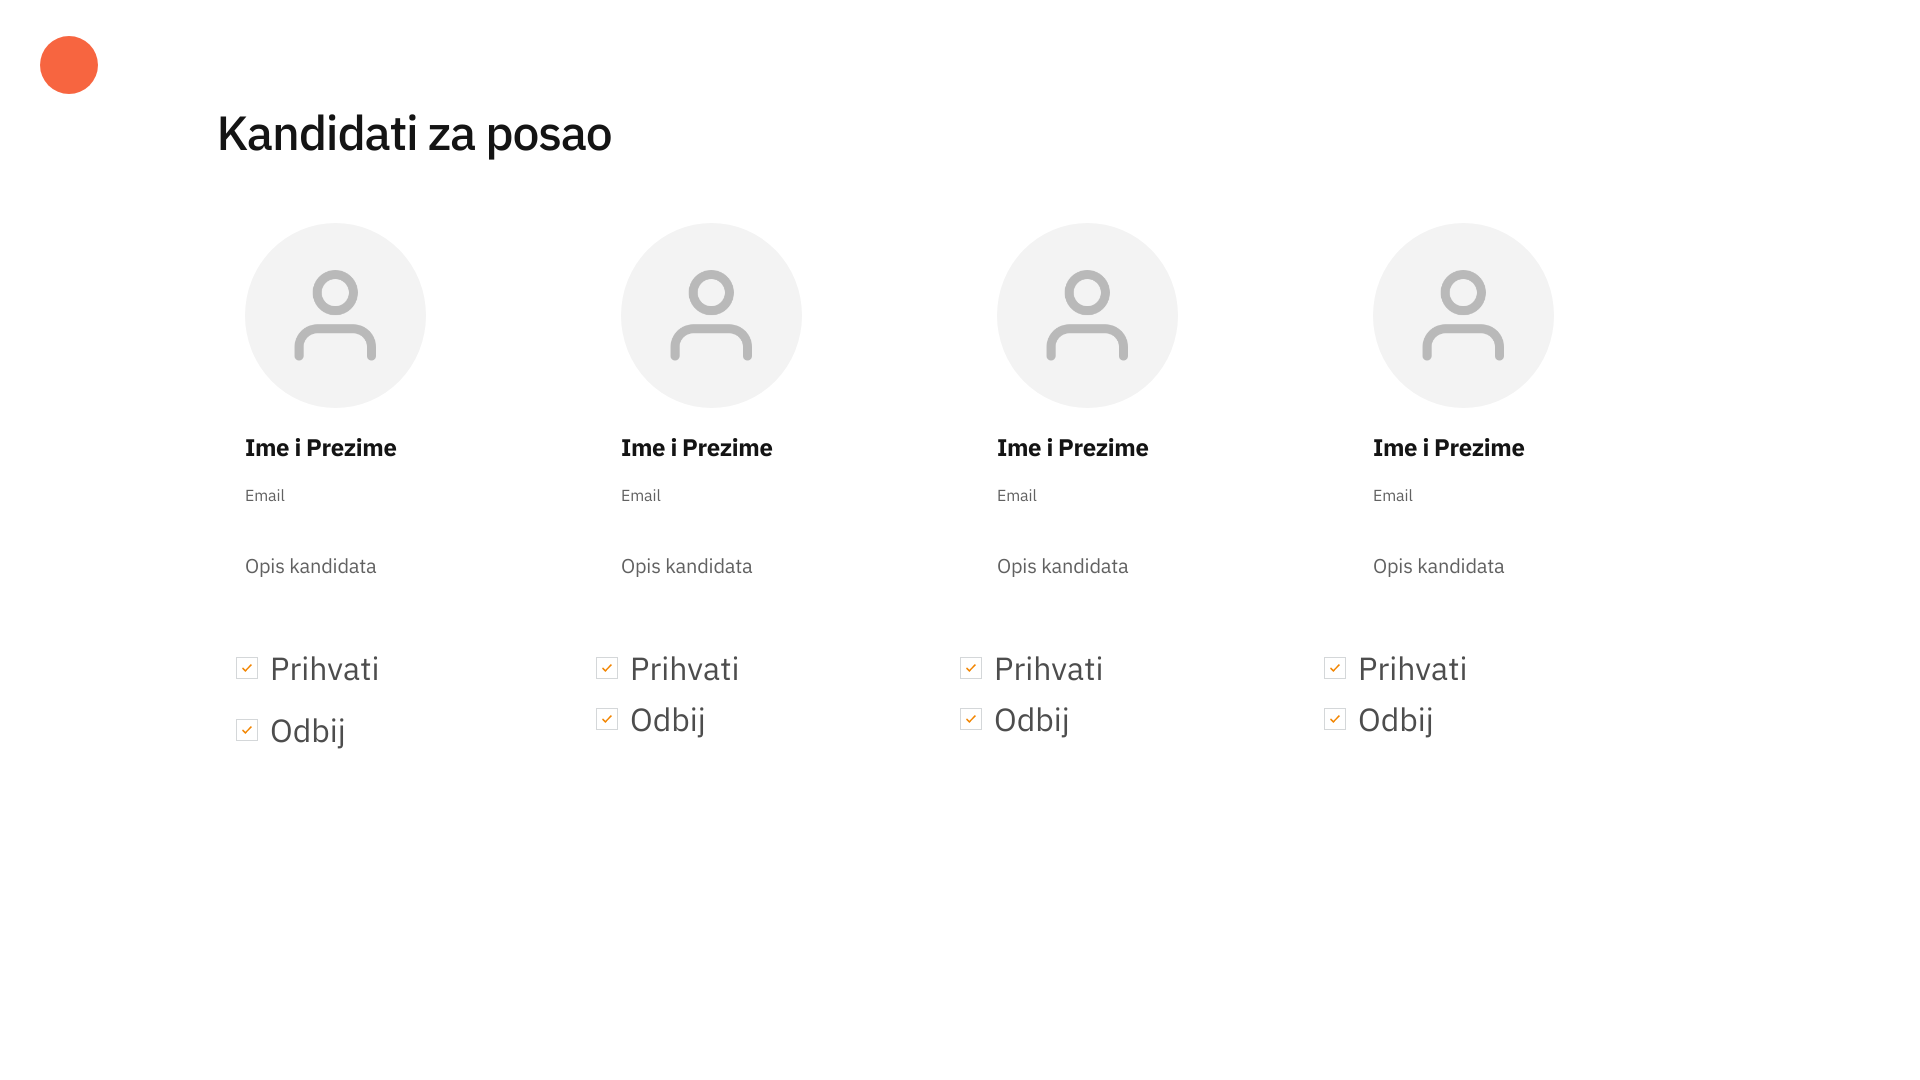 Kandidati za posao
Ime i Prezime
Email
Opis kandidata
Prihvati
Odbij
Ime i Prezime
Email
Opis kandidata
Prihvati
Odbij
Ime i Prezime
Email
Opis kandidata
Prihvati
Odbij
Ime i Prezime
Email
Opis kandidata
Prihvati
Odbij